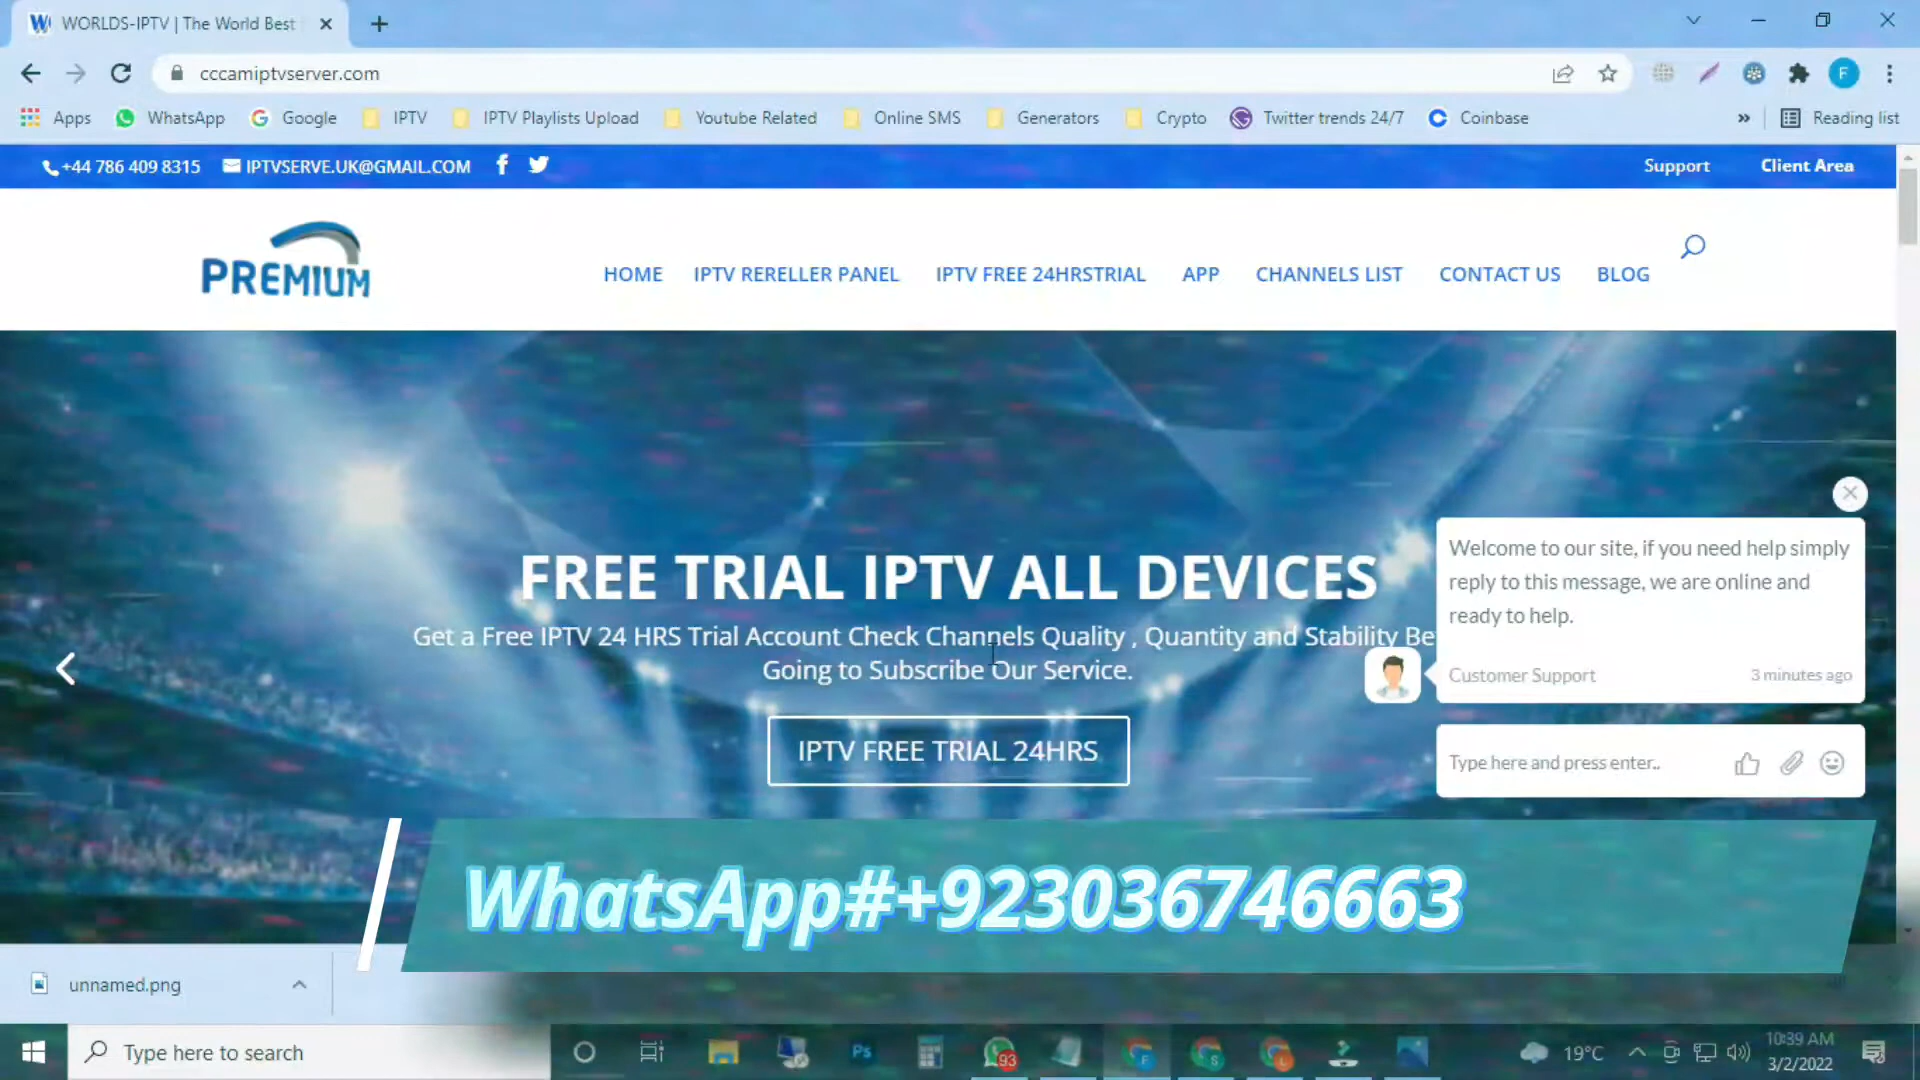 WORLDS-IPTV | The World Best
cccamiptvserver.com
F
Apps WhatsApp Google IPTV IPTV Playlists Upload Youtube Related Online SMS Generators Crypto Twitter trends 24/7 Coinbase » Reading list
+44 786 409 8315 IPTVSERVE.UK@GMAIL.COM Support Client Area
PREMIUM
HOME IPTV RERELLER PANEL IPTV FREE 24HRSTRIAL APP CHANNELS LIST CONTACT US BLOG
FREE TRIAL IPTV ALL DEVICES
Get a Free IPTV 24 HRS Trial Account Check Channels Quality , Quantity and Stability Be
Going to Subscribe Our Service.
IPTV FREE TRIAL 24HRS
Welcome to our site, if you need help simply
reply to this message, we are online and
ready to help.
Customer Support 3 minutes ago
Type here and press enter..
WhatsApp#+923036746663
unnamed.png
Type here to search
Ps
93
19°C
10:39 AM
3/2/2022